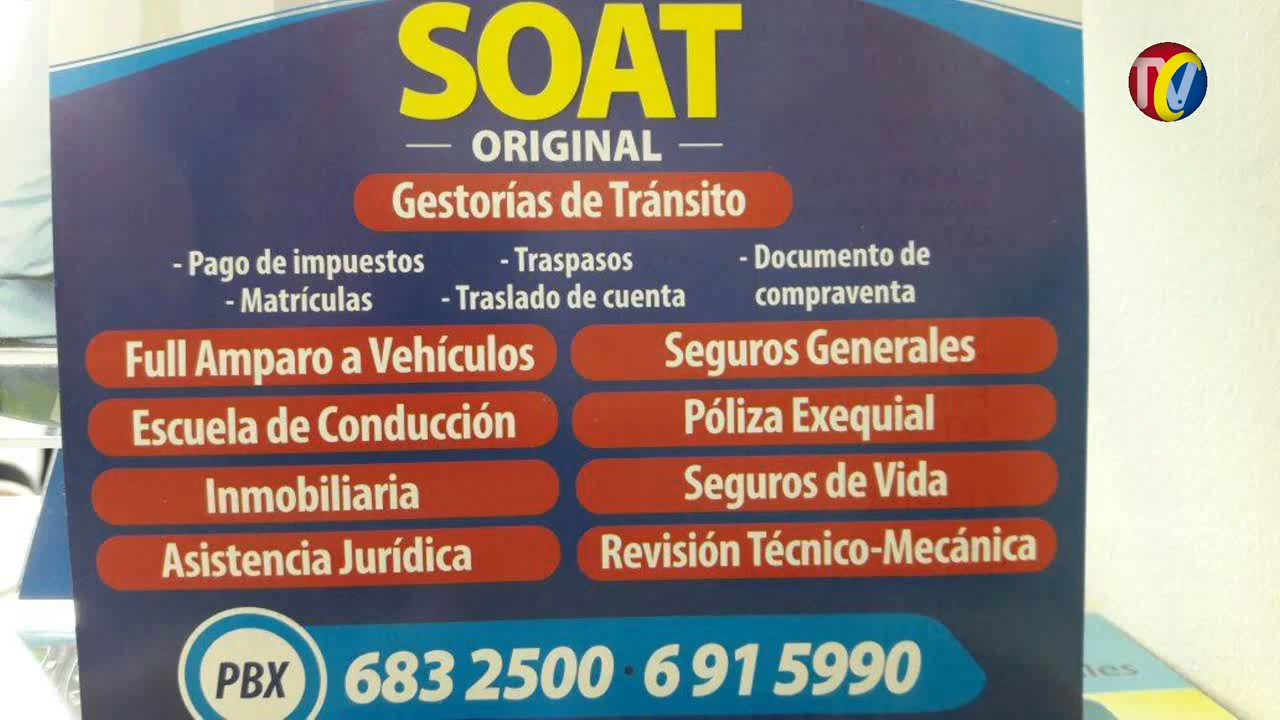 SOAT
ORIGINAL
Gestorías de Tránsito
- Pago de impuestos - Traspasos - Documento de compraventa
- Matrículas - Traslado de cuenta
Full Amparo a Vehículos
Seguros Generales
Escuela de Conducción
Póliza Exequial
Inmobiliaria
Seguros de Vida
Asistencia Jurídica
Revisión Técnico-Mecánica
PBX 683 2500 · 6 91 5990
TVC